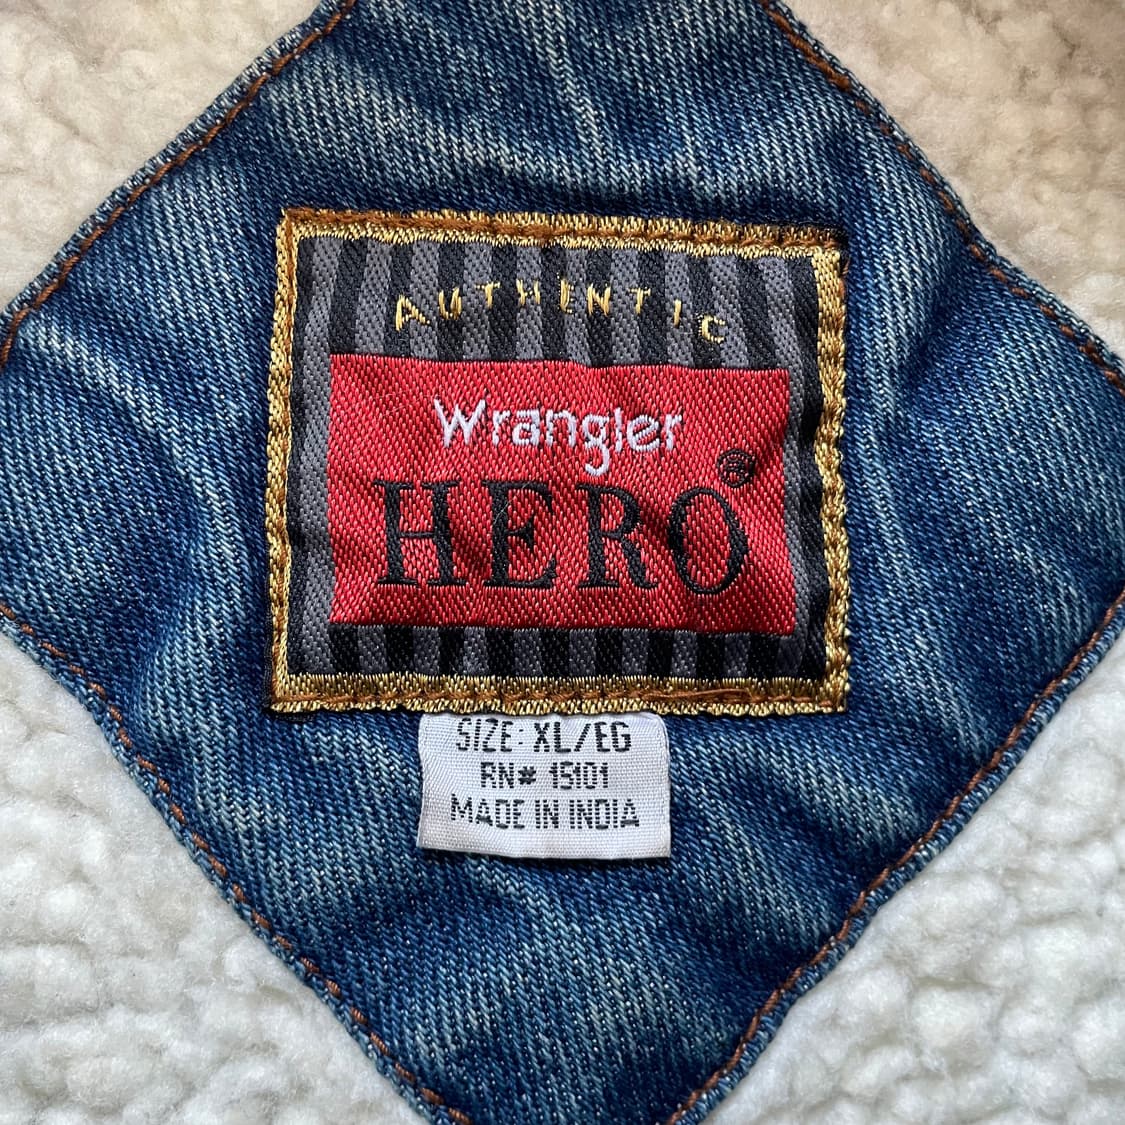 AUTHENTIC
Wrangler
HERO®
SIZE: XL/EG
RN# 15101
MADE IN INDIA